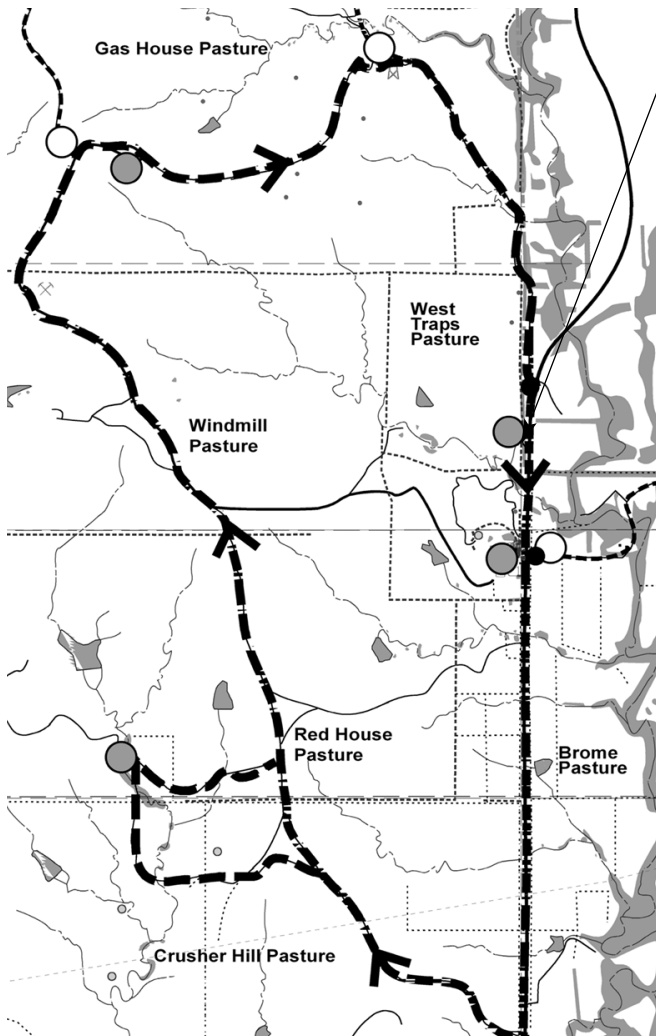 Gas House Pasture
West
Traps
Pasture
Windmill
Pasture
Red House
Pasture
Brome
Pasture
Crusher Hill Pasture